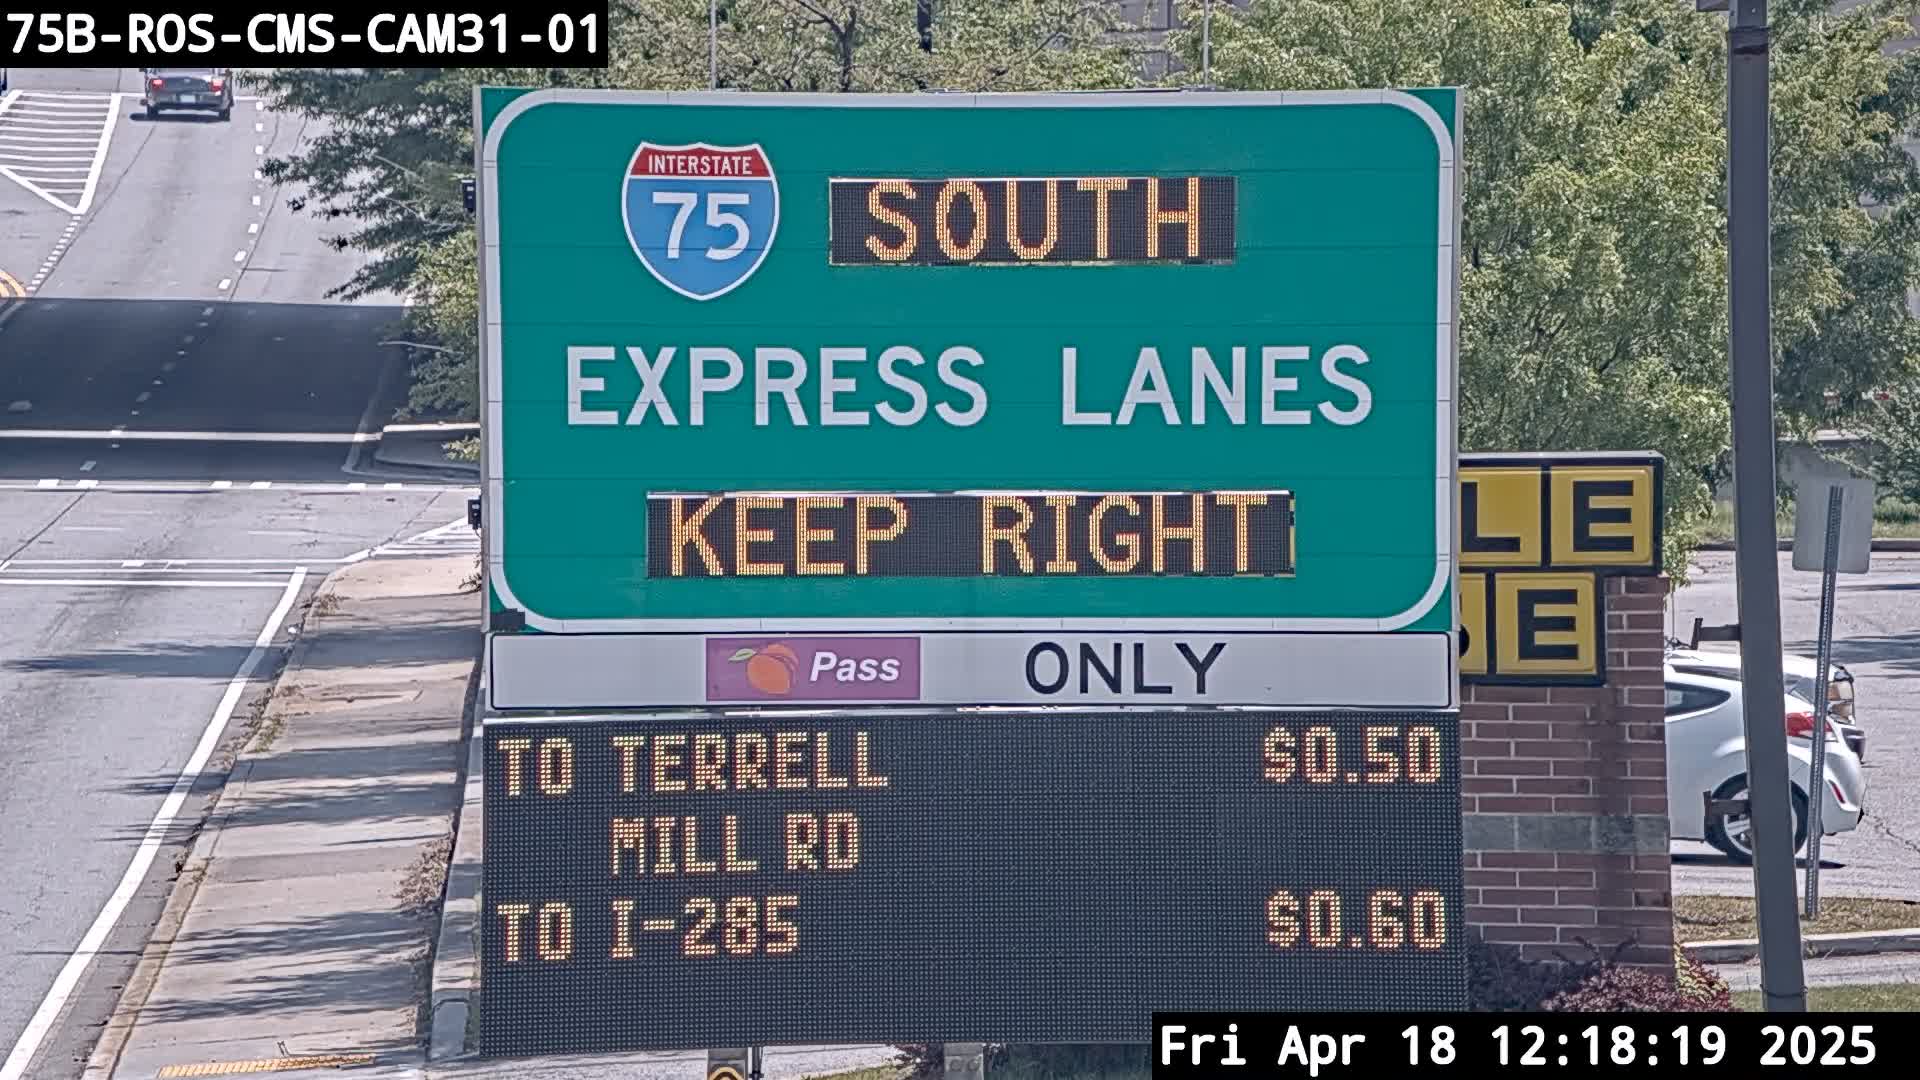 75B-ROS-CMS-CAM31-01
INTERSTATE
75
SOUTH
EXPRESS LANES
KEEP RIGHT
Pass ONLY
TO TERRELL $0.50
MILL RD
TO I-285 $0.60
LE
E
Fri Apr 18 12:18:19 2025